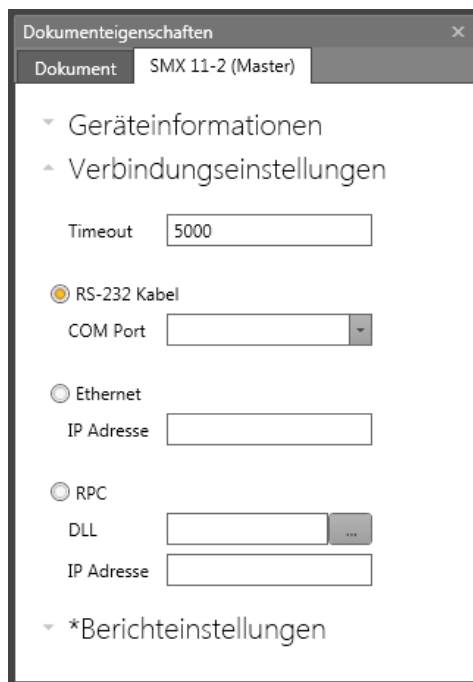 Dokumenteigenschaften
Dokument SMX 11-2 (Master)
Geräteinformationen
Verbindungseinstellungen
Timeout 5000
RS-232 Kabel
COM Port
Ethernet
IP Adresse
RPC
DLL ...
IP Adresse
*Berichteinstellungen